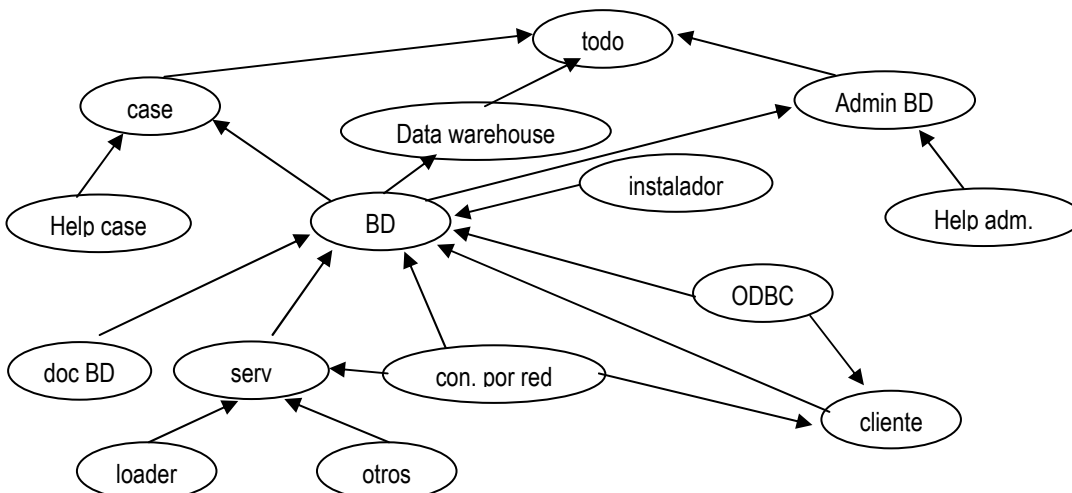 todo
case
Admin BD
Data warehouse
instalador
Help case
BD
Help adm.
ODBC
doc BD
serv
con. por red
cliente
loader
otros